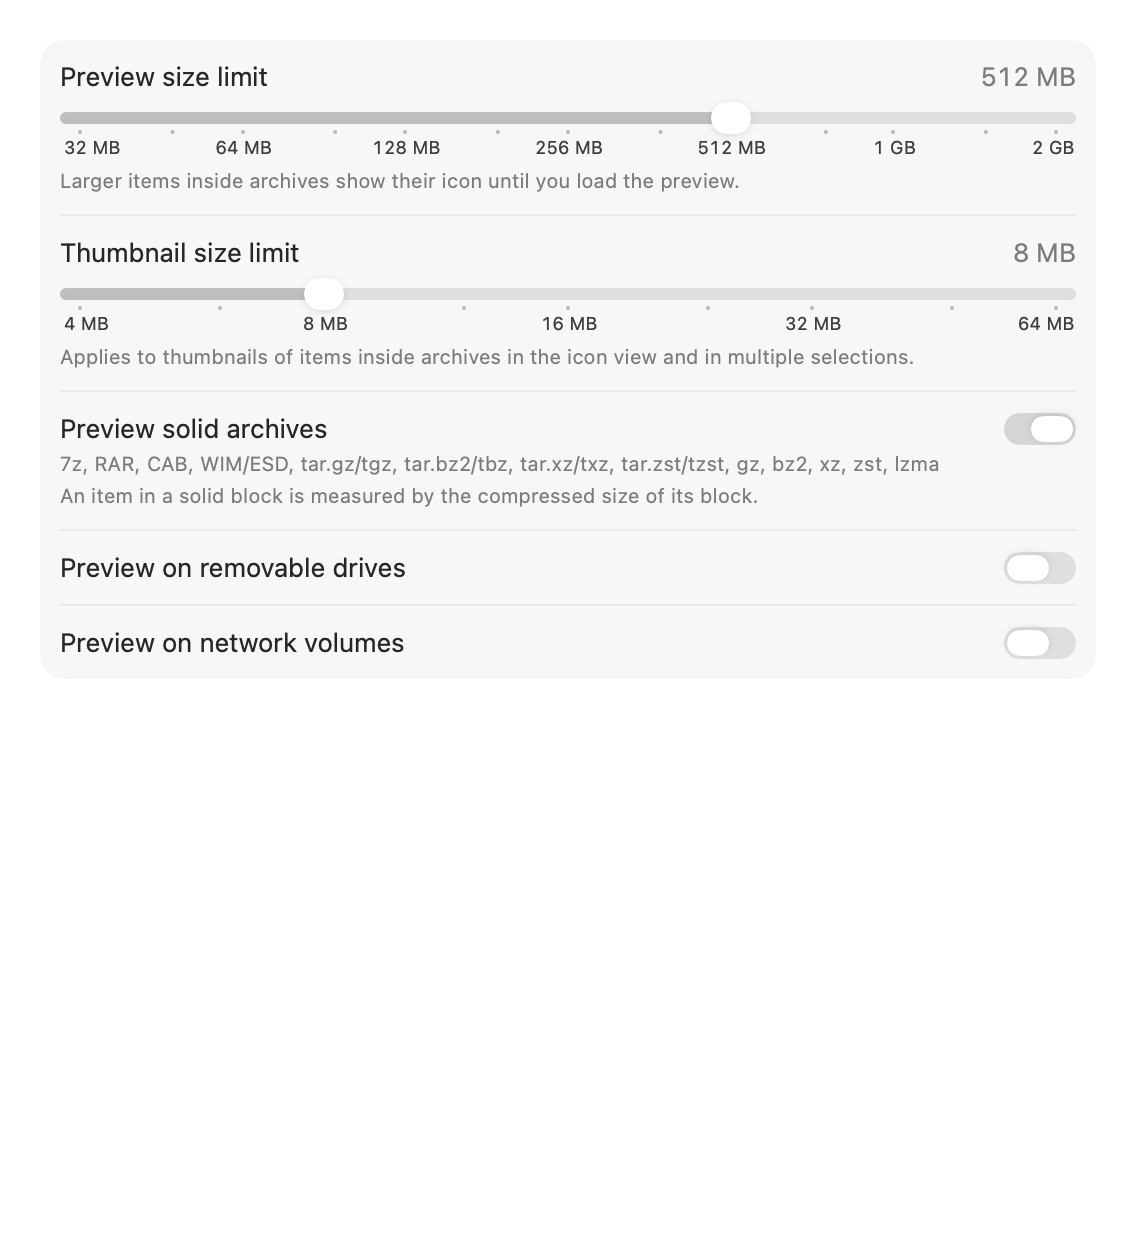 Preview size limit 512 MB
32 MB 64 MB 128 MB 256 MB 512 MB 1 GB 2 GB
Larger items inside archives show their icon until you load the preview.
Thumbnail size limit 8 MB
4 MB 8 MB 16 MB 32 MB 64 MB
Applies to thumbnails of items inside archives in the icon view and in multiple selections.
Preview solid archives
7z, RAR, CAB, WIM/ESD, tar.gz/tgz, tar.bz2/tbz, tar.xz/txz, tar.zst/tzst, gz, bz2, xz, zst, lzma
An item in a solid block is measured by the compressed size of its block.
Preview on removable drives
Preview on network volumes